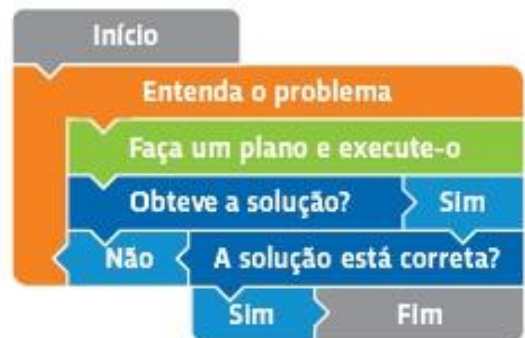 Início
Entenda o problema
Faça um plano e execute-o
Obteve a solução? Sim
Não A solução está correta?
Sim Fim